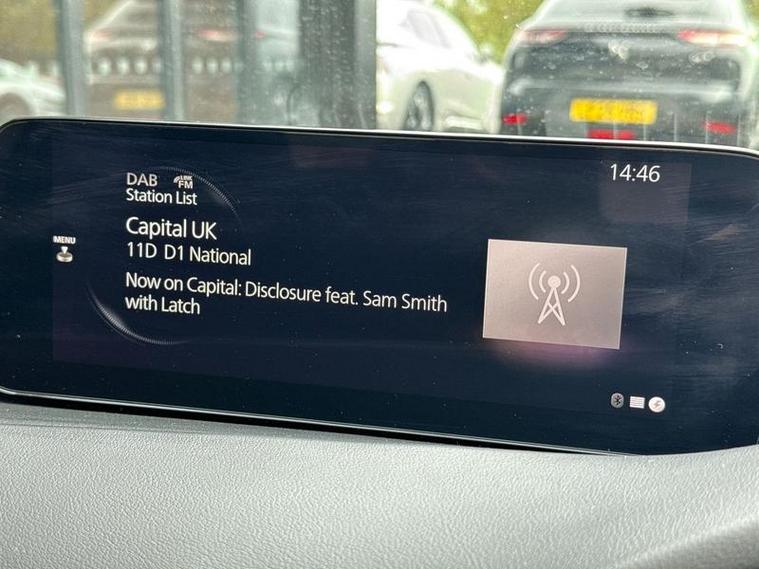 DAB LINK FM
14:46
Station List
Capital UK
MENU
11D D1 National
Now on Capital: Disclosure feat. Sam Smith
with Latch